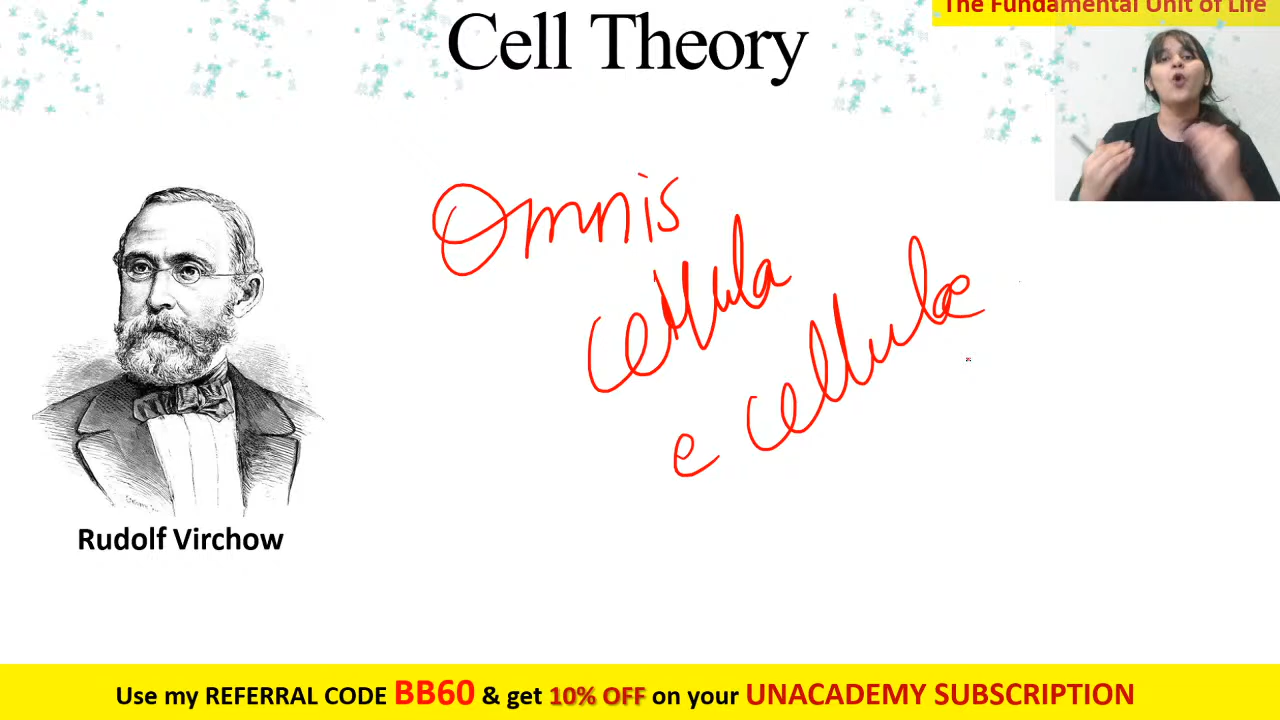 The Fundamental Unit of Life
Cell Theory
Omnis
cellula
e cellulae
Rudolf Virchow
Use my REFERRAL CODE BB60 & get 10% OFF on your UNACADEMY SUBSCRIPTION